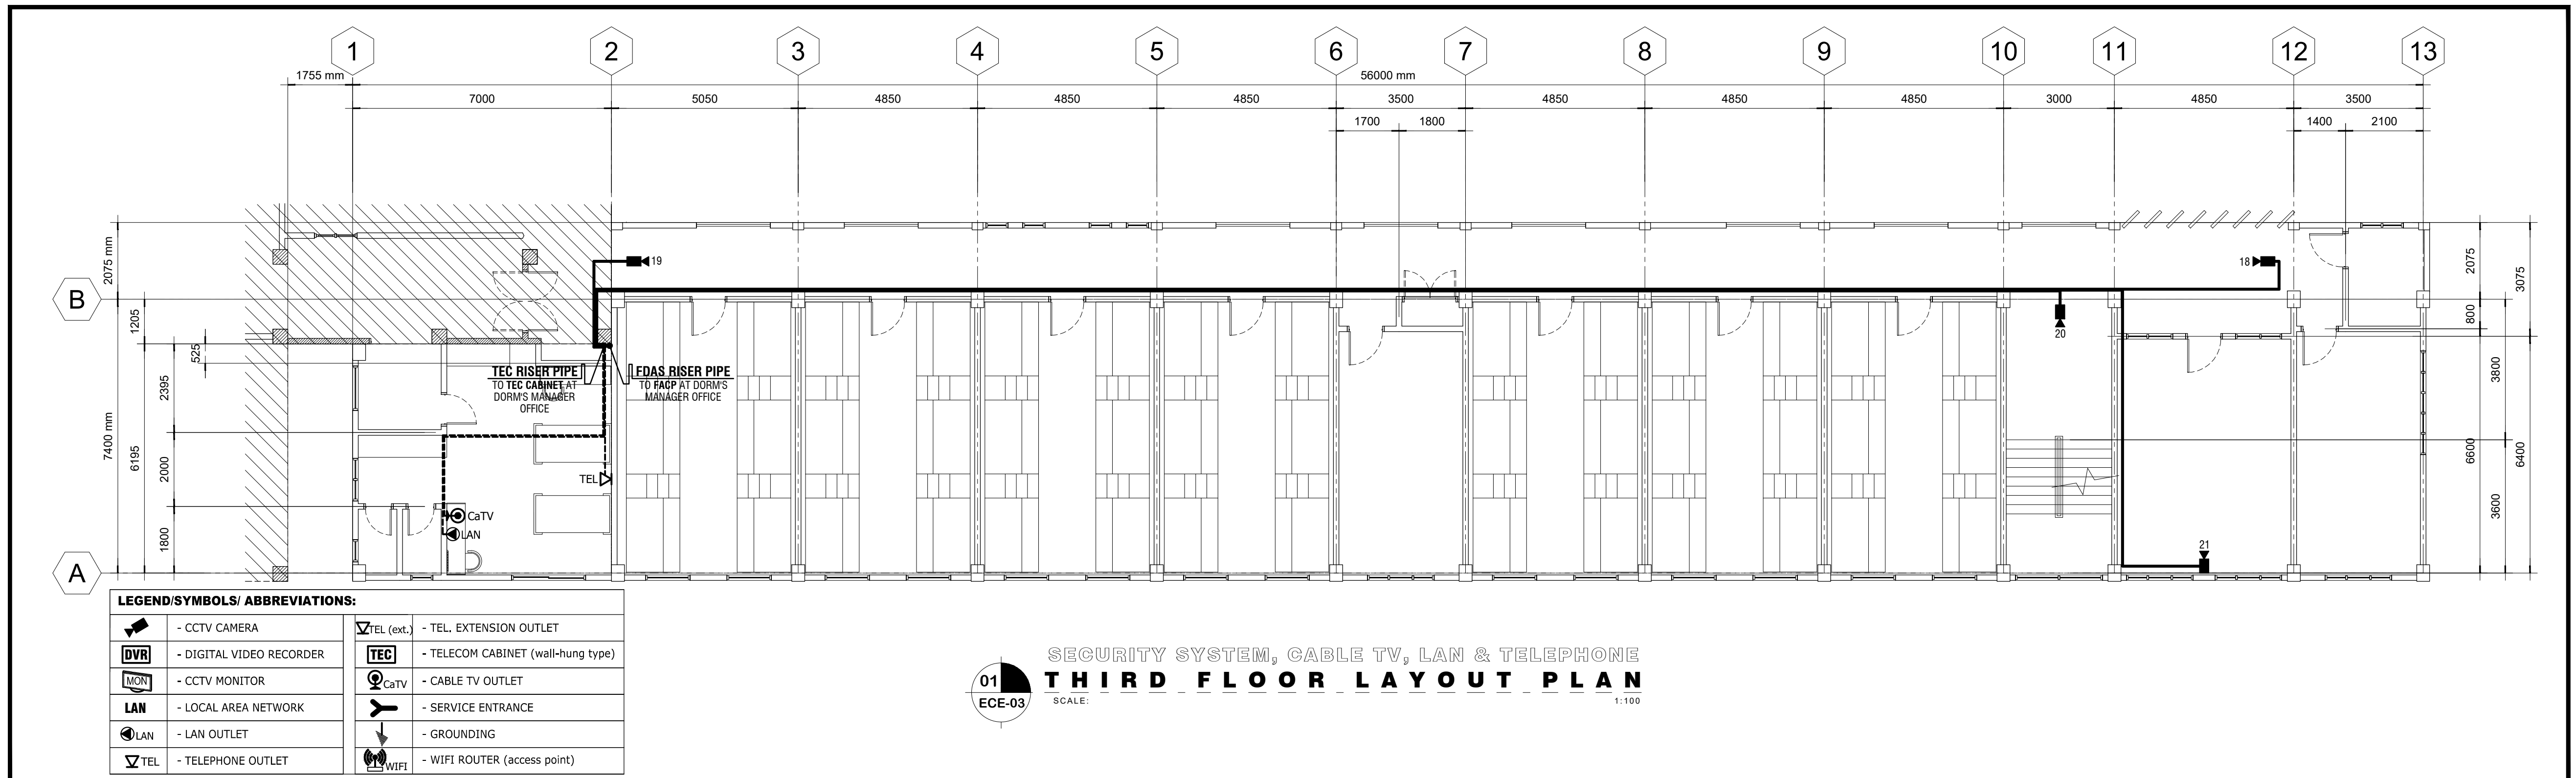 1 2 3 4 5 6 7 8 9 10 11 12 13
1755 mm 56000 mm
7000 5050 4850 4850 4850 3500 4850 4850 4850 3000 4850 3500
1700 1800 1400 2100
2075 mm
19
18
2075
3075
B
1205
800
20
525
7400 mm
6195
2395
TEC RISER PIPE
TO TEC CABINET AT
DORM'S MANAGER
OFFICE
FDAS RISER PIPE
TO FACP AT DORM'S
MANAGER OFFICE
3800
6600
6400
2000
TEL
CaTV
LAN
1800
3600
21
A
LEGEND/SYMBOLS/ ABBREVIATIONS:
- CCTV CAMERA
TEL (ext.) - TEL. EXTENSION OUTLET
DVR - DIGITAL VIDEO RECORDER
TEC - TELECOM CABINET (wall-hung type)
MON - CCTV MONITOR
CaTV - CABLE TV OUTLET
LAN - LOCAL AREA NETWORK
- SERVICE ENTRANCE
LAN - LAN OUTLET
- GROUNDING
TEL - TELEPHONE OUTLET
WIFI - WIFI ROUTER (access point)
01
ECE-03
SECURITY SYSTEM, CABLE TV, LAN & TELEPHONE
THIRD FLOOR LAYOUT PLAN
SCALE: 1:100